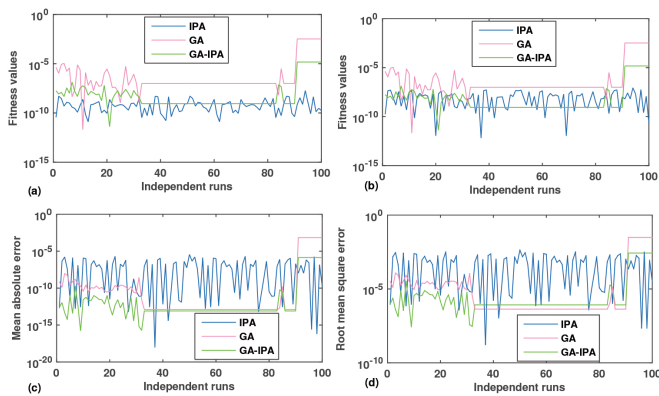 10^0
10^-5
10^-10
10^-15
Fitness values
IPA
GA
GA-IPA
0 20 40 60 80 100
Independent runs
(a)
10^0
10^-5
10^-10
10^-15
Fitness values
IPA
GA
GA-IPA
0 20 40 60 80 100
Independent runs
(b)
10^0
10^-5
10^-10
10^-15
10^-20
Mean absolute error
IPA
GA
GA-IPA
0 20 40 60 80 100
Independent runs
(c)
10^0
10^-5
10^-10
Root mean square error
IPA
GA
GA-IPA
0 20 40 60 80 100
Independent runs
(d)